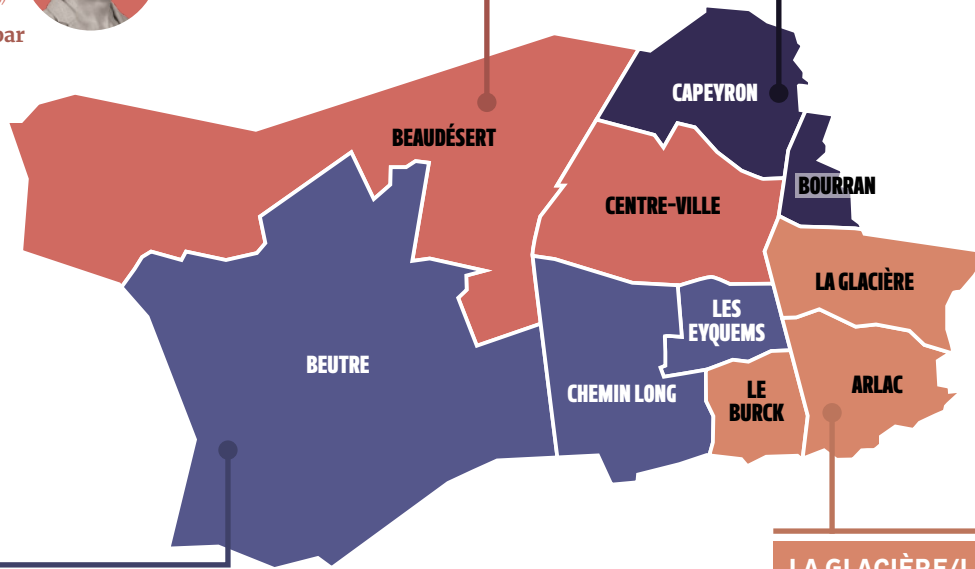 par
CAPEYRON
BEAUDÉSERT
BOURRAN
CENTRE-VILLE
LA GLACIÈRE
LES
EYQUEMS
BEUTRE
CHEMIN LONG
LE
BURCK
ARLAC